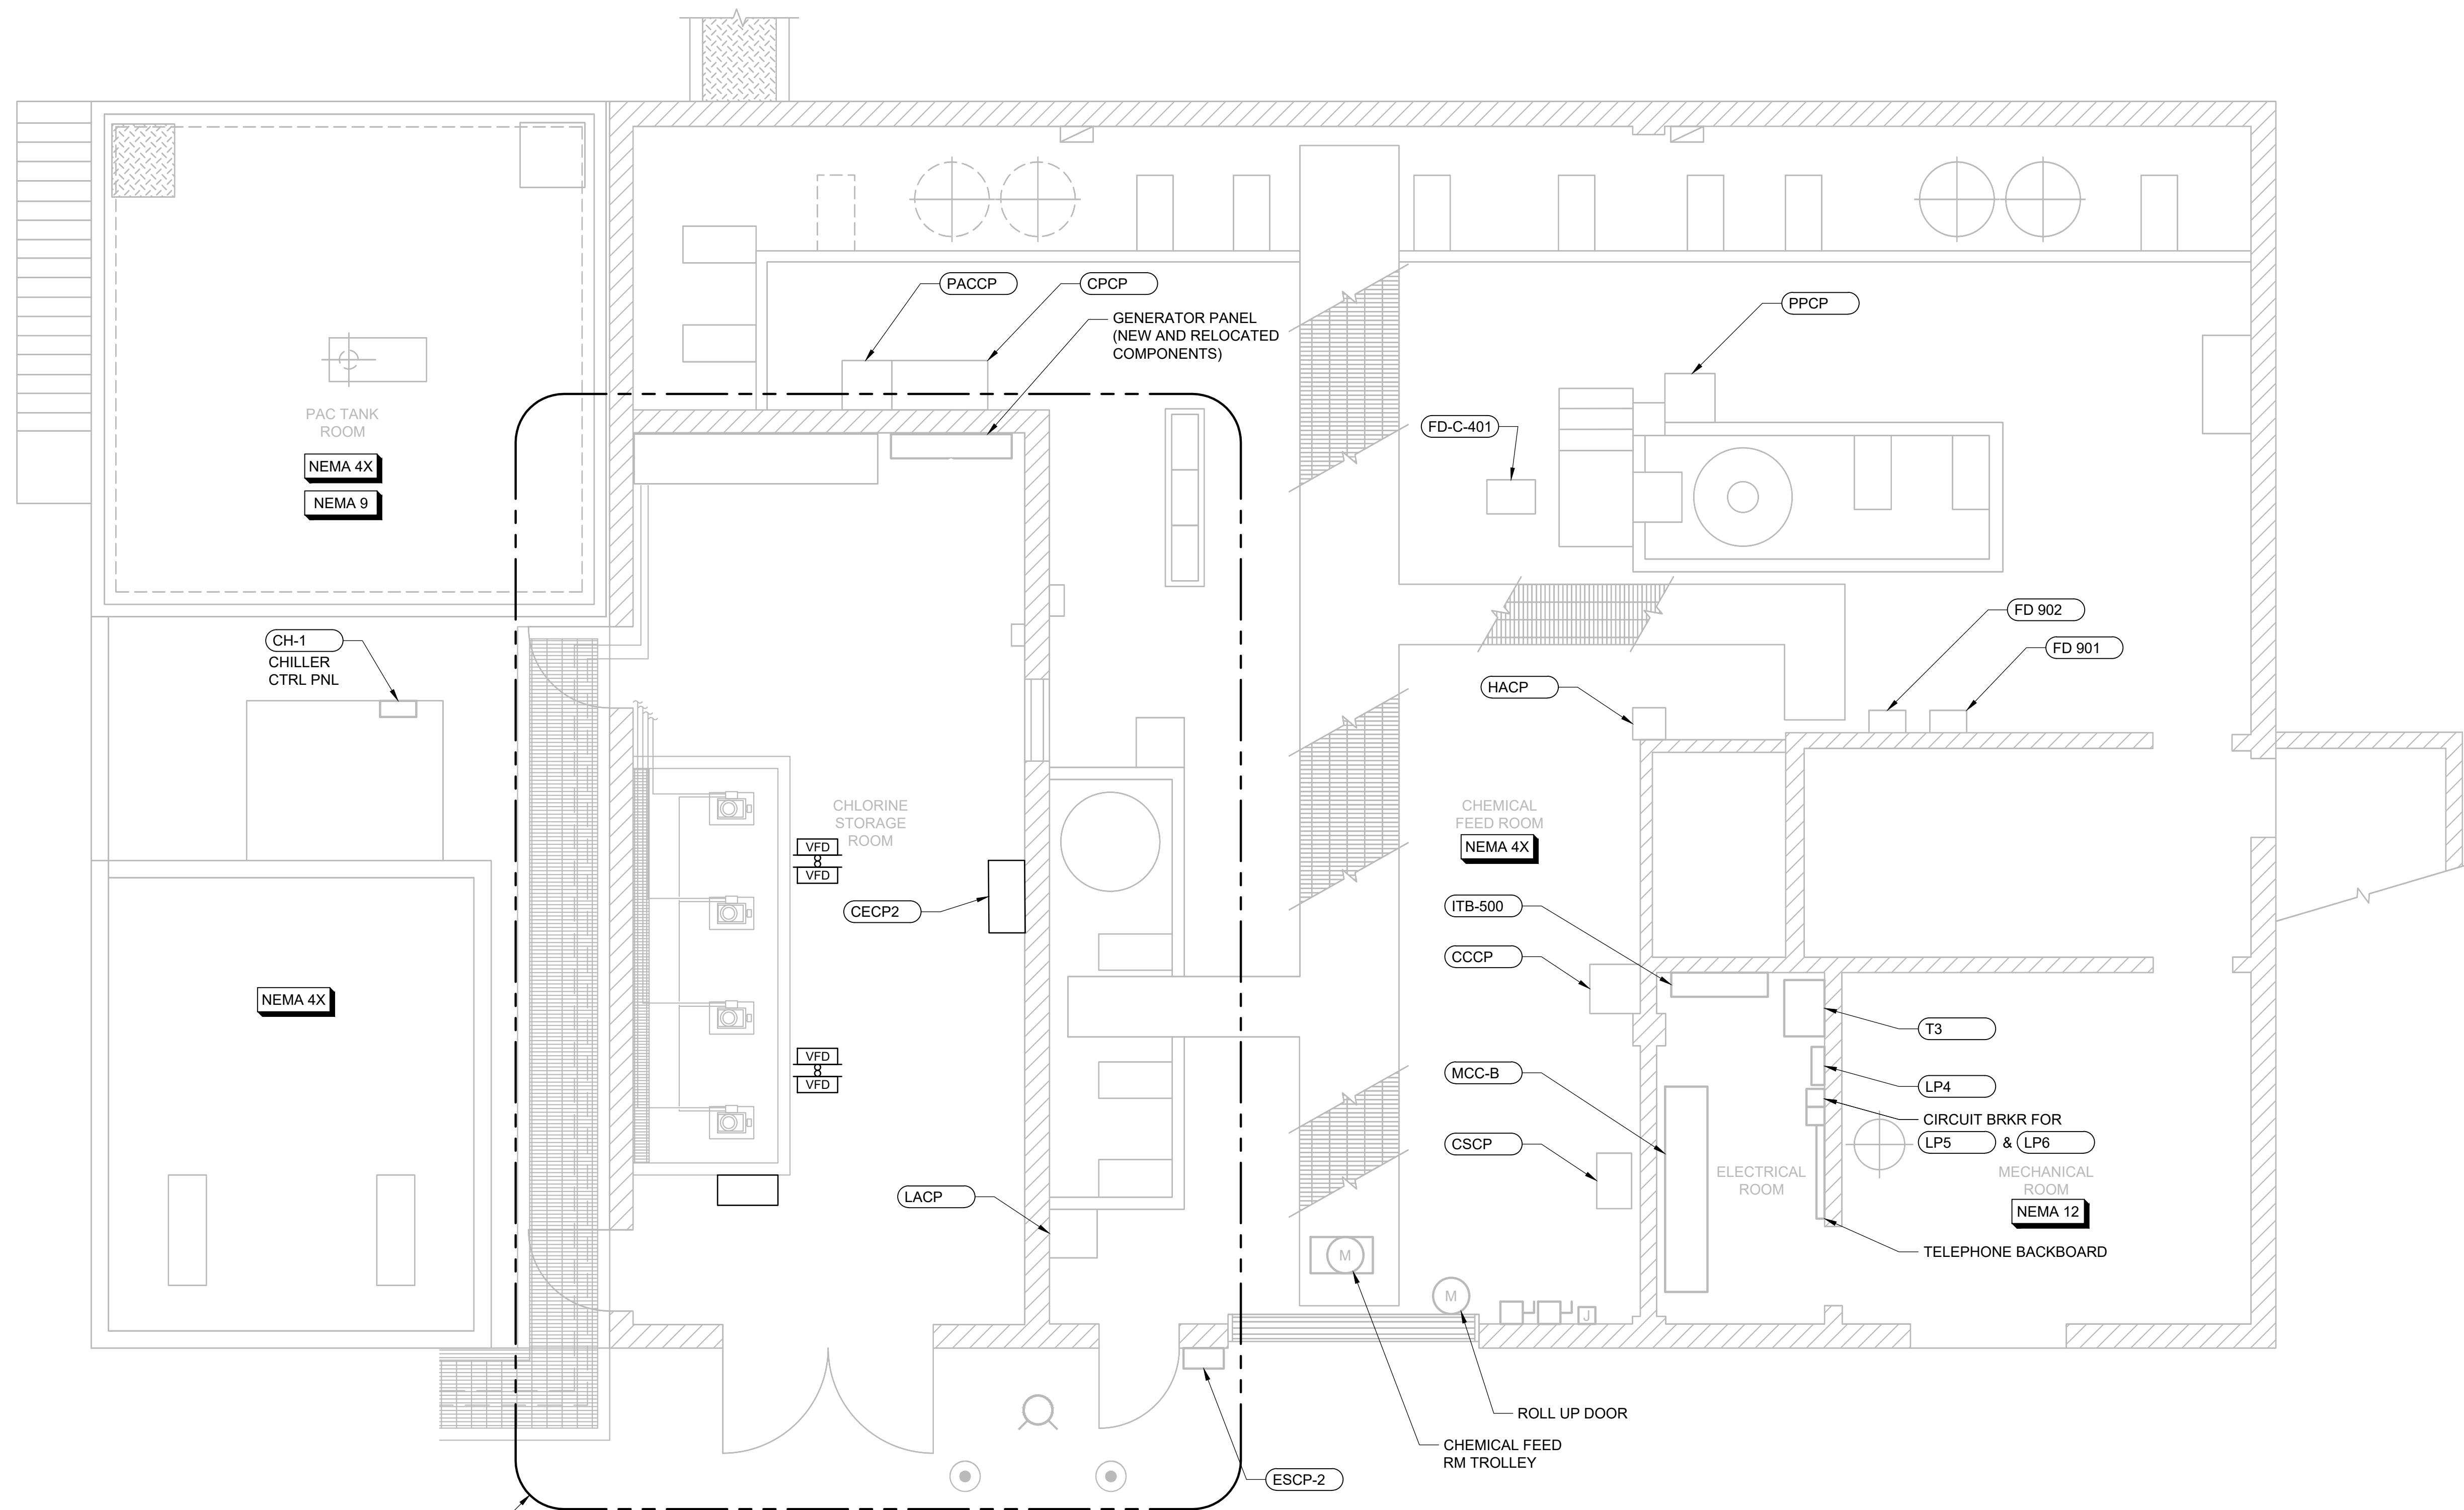 PACCP
CPCP
GENERATOR PANEL
(NEW AND RELOCATED
COMPONENTS)
PPCP
PAC TANK
ROOM
NEMA 4X
NEMA 9
FD-C-401
CH-1
CHILLER
CTRL PNL
FD 902
FD 901
HACP
CHLORINE
STORAGE
ROOM
VFD
8
VFD
CECP2
CHEMICAL
FEED ROOM
NEMA 4X
ITB-500
CCCP
NEMA 4X
T3
VFD
8
VFD
MCC-B
LP4
CIRCUIT BRKR FOR
LP5 & LP6
CSCP
ELECTRICAL
ROOM
MECHANICAL
ROOM
NEMA 12
LACP
TELEPHONE BACKBOARD
M
M
J
ROLL UP DOOR
CHEMICAL FEED
RM TROLLEY
ESCP-2